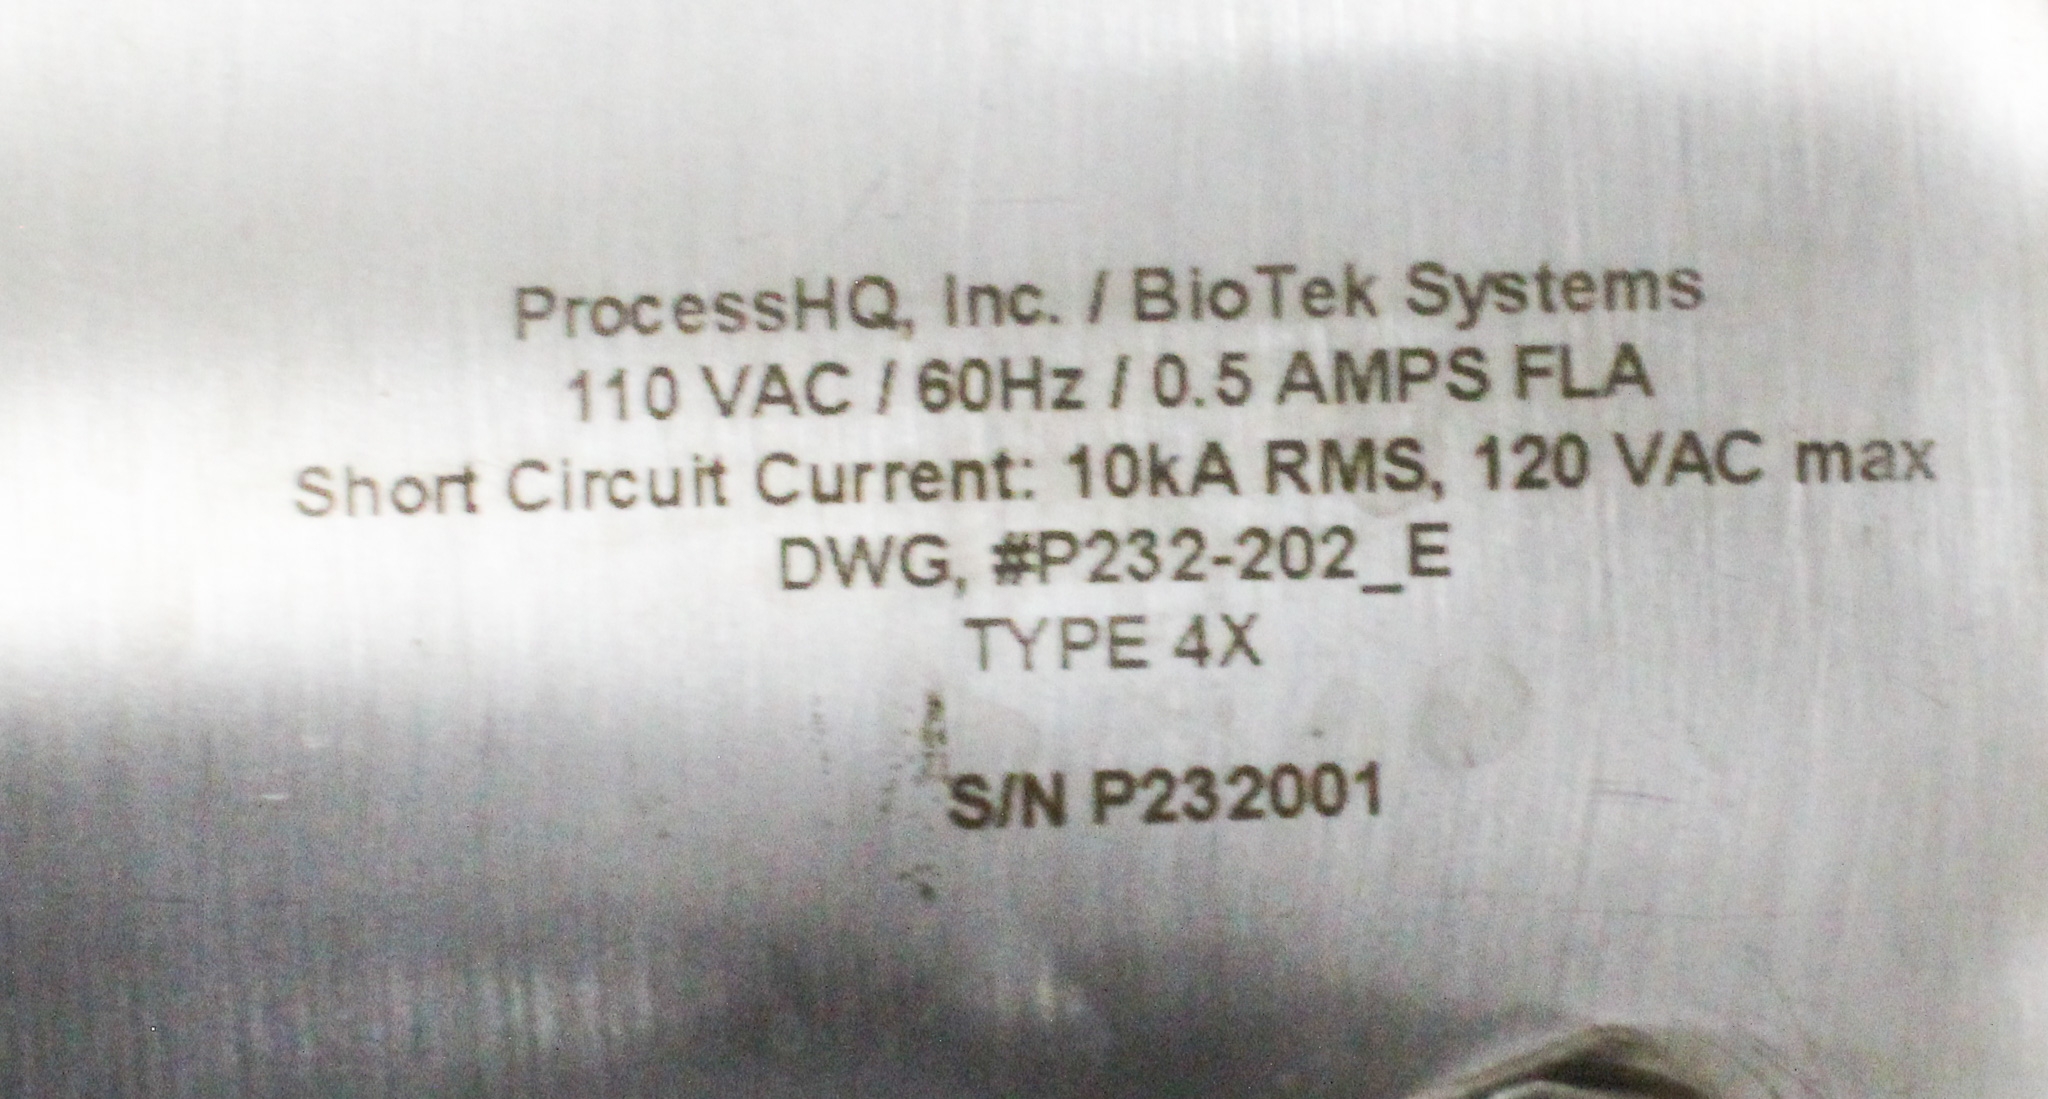 ProcessHQ, Inc. / BioTek Systems
110 VAC / 60Hz / 0.5 AMPS FLA
Short Circuit Current: 10kA RMS, 120 VAC max
DWG, #P232-202_E
TYPE 4X
S/N P232001